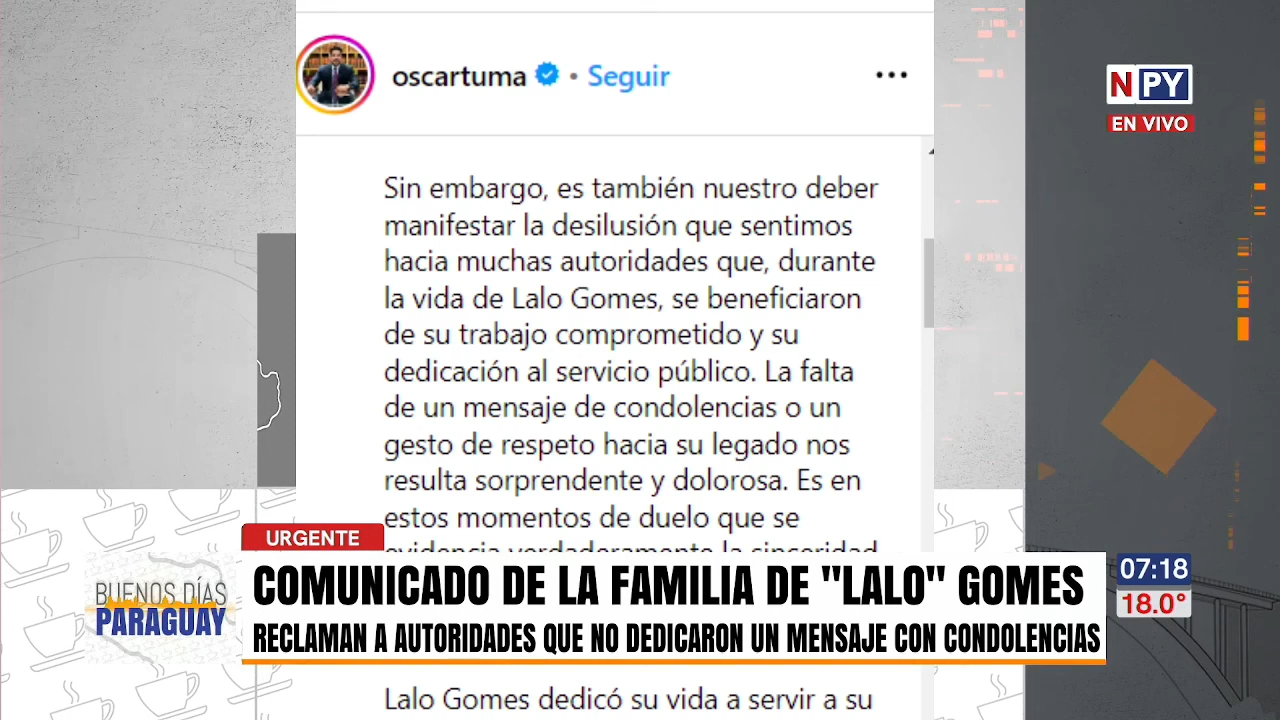 oscartuma • Seguir •••
NPY
EN VIVO
Sin embargo, es también nuestro deber
manifestar la desilusión que sentimos
hacia muchas autoridades que, durante
la vida de Lalo Gomes, se beneficiaron
de su trabajo comprometido y su
dedicación al servicio público. La falta
de un mensaje de condolencias o un
gesto de respeto hacia su legado nos
resulta sorprendente y dolorosa. Es en
estos momentos de duelo que se
evidencia verdaderamente la sinceridad
URGENTE
BUENOS DÍAS
PARAGUAY
COMUNICADO DE LA FAMILIA DE "LALO" GOMES
RECLAMAN A AUTORIDADES QUE NO DEDICARON UN MENSAJE CON CONDOLENCIAS
07:18
18.0°
Lalo Gomes dedicó su vida a servir a su